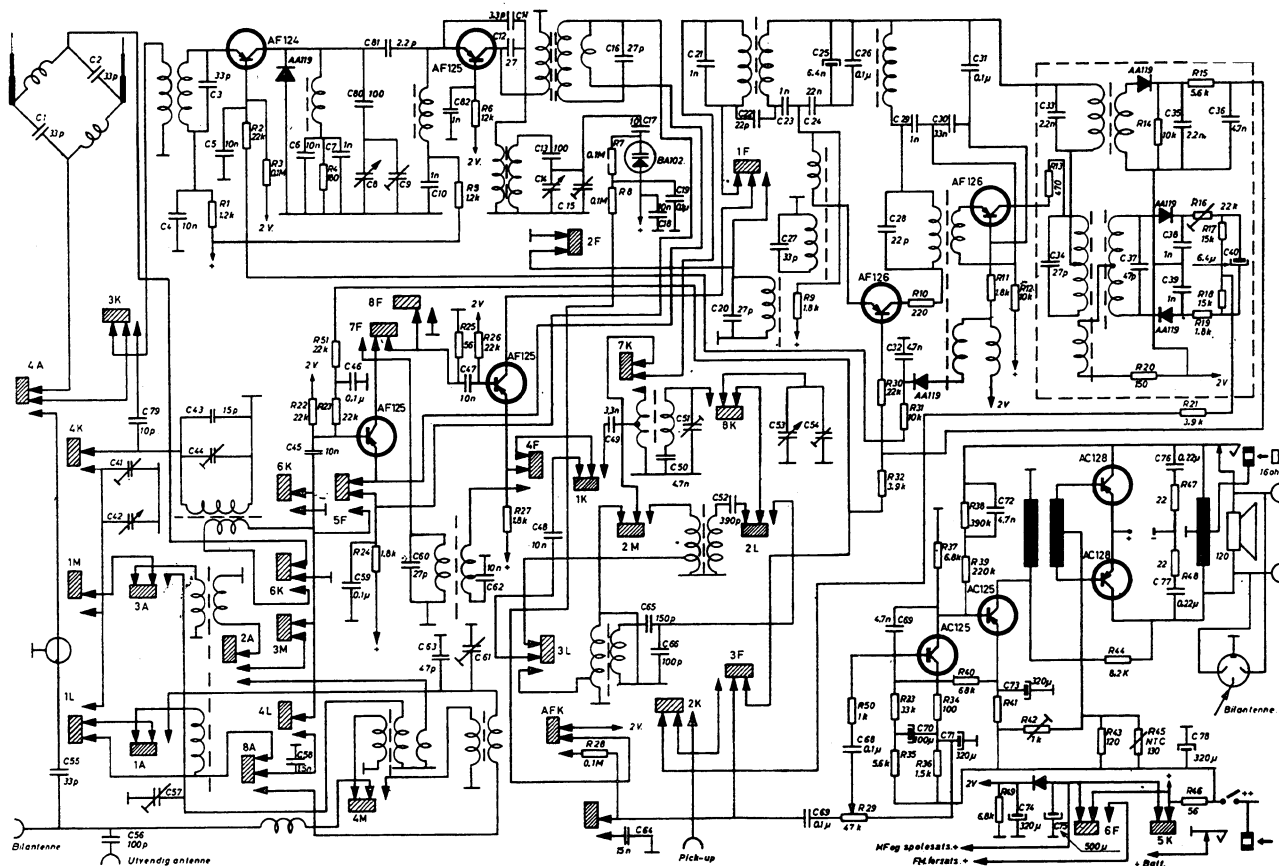 C2
33p
C1
33p
AF124
33p
C3
AA119
C81
2.2p
3.3p
C11
C12
27
AF125
C16
27p
C5
10n
R2
22k
R3
0.1M
2V.
C6
10n
C7
1n
R4
180
C80
100
C8
C9
C82
1n
R6
12k
2V.
1n
C10
R5
1.2k
C4
10n
R1
1.2k
C13
100
C14
C15
R7
0.1M
R8
0.1M
10
C17
BA102
10n
C18
C19
0.1µ
2F
C21
1n
C22
22p
1n
C23
22n
C24
C25
6.4n
C26
0.1µ
C31
0.1µ
C29
1n
C30
33n
1F
C27
33p
C20
27p
R9
1.8k
C28
22p
AF126
AF126
R10
220
R11
1.8k
R12
10k
R13
470
C32
47n
AA119
2V
R30
22k
R31
10k
R32
3.9k
C33
2.2n
AA119
R15
5.6k
R14
10k
C35
2.2n
C36
47n
C34
27p
C37
47p
AA119
R16
22k
R17
15k
C38
1n
6.4µ
C40
C39
1n
R18
15k
AA119
R19
1.8k
R20
150
2V
R21
3.9k
3K
4A
C79
10p
C43
15p
C44
4K
C41
C42
1M
3A
2A
1L
1A
C55
33p
C57
8A
C56
100p
Bilantenne
Utvendig antenne
6K
5F
6K
3M
4L
C58
1.5n
4M
R51
22k
7F
8F
2V
C46
0.1µ
R22
22k
R23
22k
C45
10n
AF125
R25
56
2V
R26
22k
C47
10n
AF125
4F
R27
1.8k
R24
1.8k
C59
0.1µ
C60
27p
10n
C62
C63
47p
C61
7K
3.3n
C49
C51
C50
4.7n
8K
C53
C54
1K
C48
10n
2M
C52
390p
2L
3L
C65
150p
C66
100p
3F
2K
AFK
2V.
R28
0.1M
C64
15n
Pick-up
C69
0.1µ
R29
47k
R50
1k
C68
0.1µ
4.7n
C69
AC125
R33
33k
R34
100
C70
100µ
C71
320µ
R35
5.6k
R36
1.5k
R37
6.8k
R38
390k
C72
4.7n
R39
220k
AC125
R40
68k
C73
320µ
R41
R42
1k
AC128
AC128
C76
0.22µ
R47
22
22
R48
C77
0.22µ
120
16ohm
R44
8.2K
R43
120
R45
NTC
130
C78
320µ
Bilantenne.
2V
R49
6.8k
C74
320µ
C75
500µ
6F
5K
R46
56
++
MF og spolesats.+
FM.forsats.+
+ Batt.